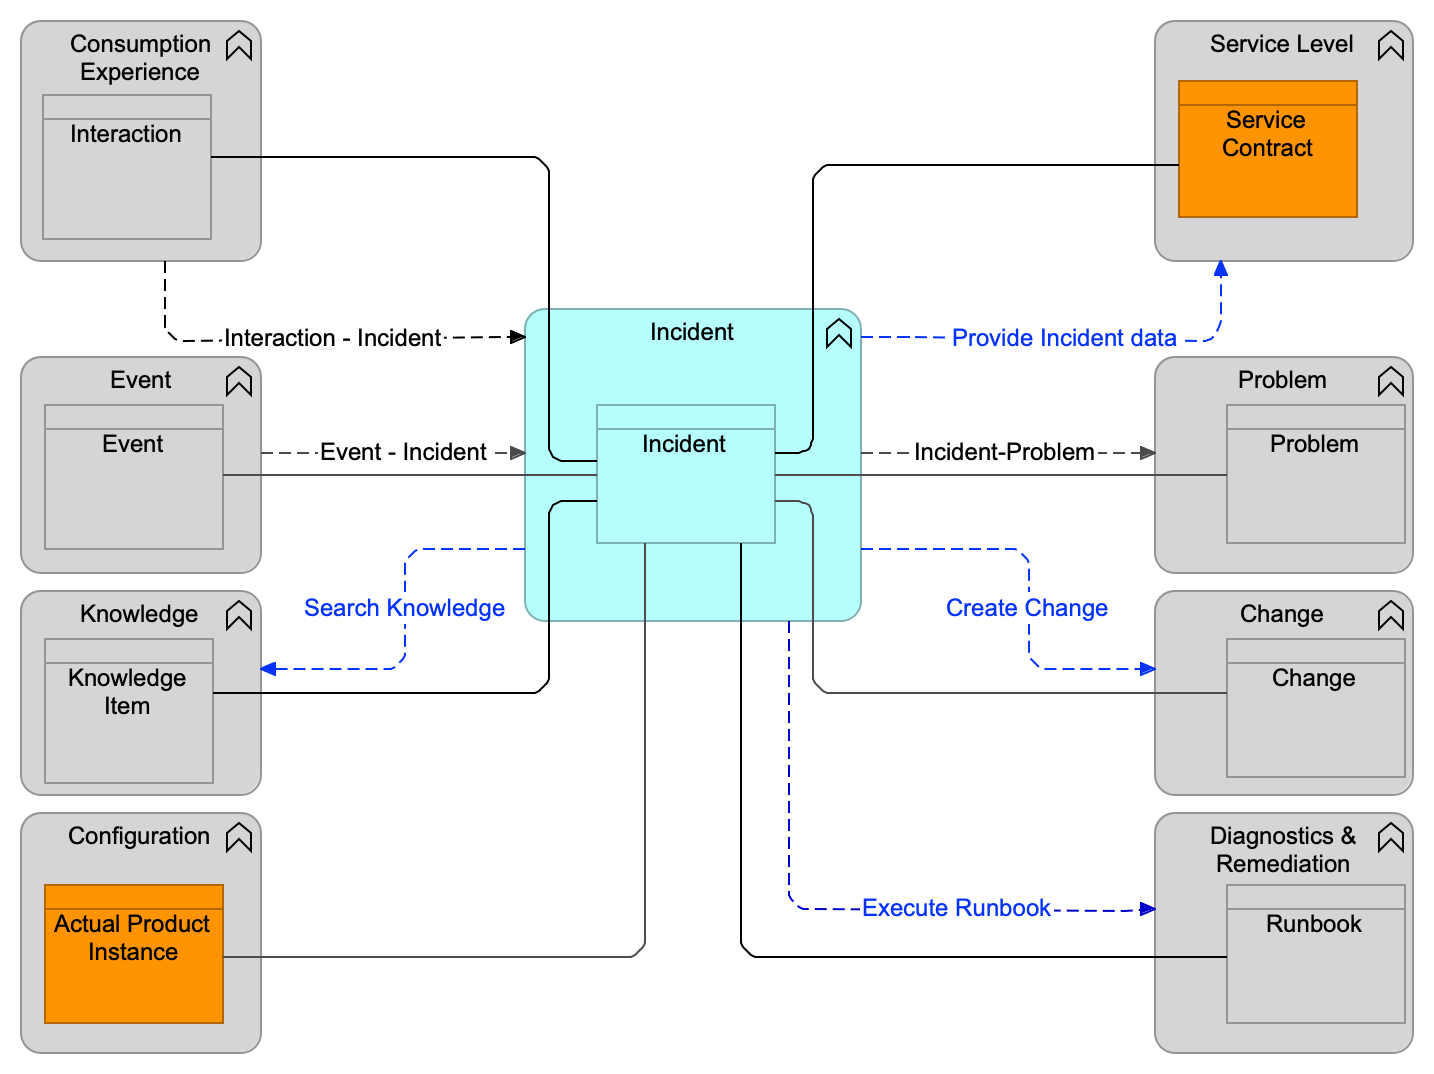 Consumption
Experience
Interaction
Service Level
Service
Contract
Interaction - Incident
Incident
Provide Incident data
Event
Event
Event - Incident
Incident
Incident-Problem
Problem
Problem
Knowledge
Knowledge
Item
Search Knowledge
Create Change
Change
Change
Configuration
Actual Product
Instance
Execute Runbook
Diagnostics &
Remediation
Runbook